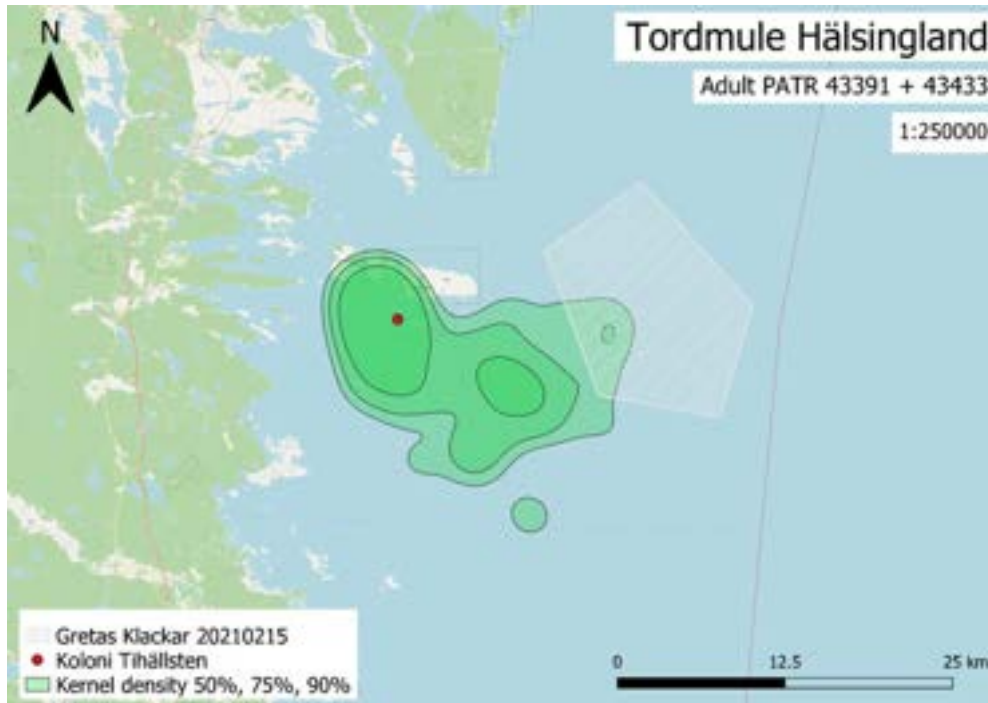 N
Tordmule Hälsingland
Adult PATR 43391 + 43433
1:250000
Gretas Klackar 20210215
Koloni Tihällsten
Kernel density 50%, 75%, 90%
0 12.5 25 km